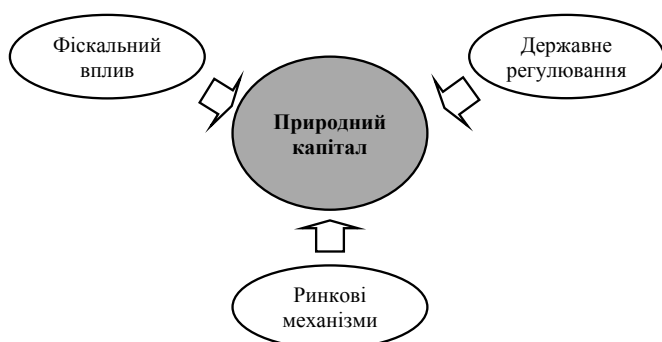 Фіскальний
вплив
Державне
регулювання
Природний
капітал
Ринкові
механізми